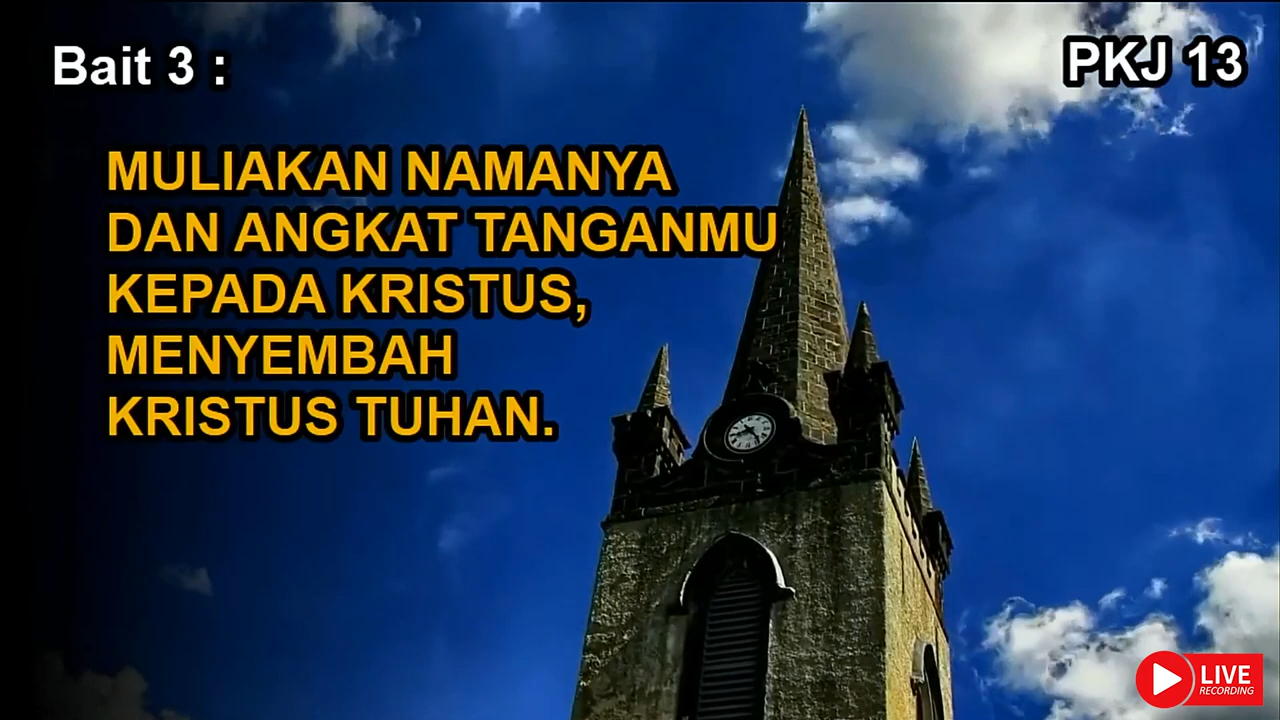 Bait 3 :
PKJ 13
MULIAKAN NAMANYA
DAN ANGKAT TANGANMU
KEPADA KRISTUS,
MENYEMBAH
KRISTUS TUHAN.
LIVE
RECORDING